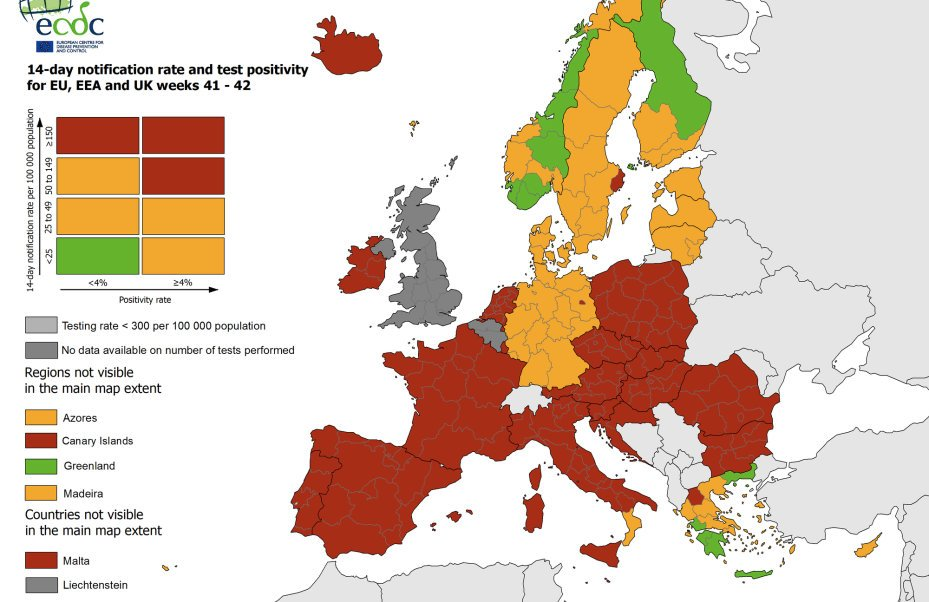 ecdc
EUROPEAN CENTRE FOR
DISEASE PREVENTION
AND CONTROL
14-day notification rate and test positivity
for EU, EEA and UK weeks 41 - 42
14-day notification rate per 100 000 population
≥150
50 to 149
25 to 49
<25
<4%
≥4%
Positivity rate
Testing rate < 300 per 100 000 population
No data available on number of tests performed
Regions not visible
in the main map extent
Azores
Canary Islands
Greenland
Madeira
Countries not visible
in the main map extent
Malta
Liechtenstein